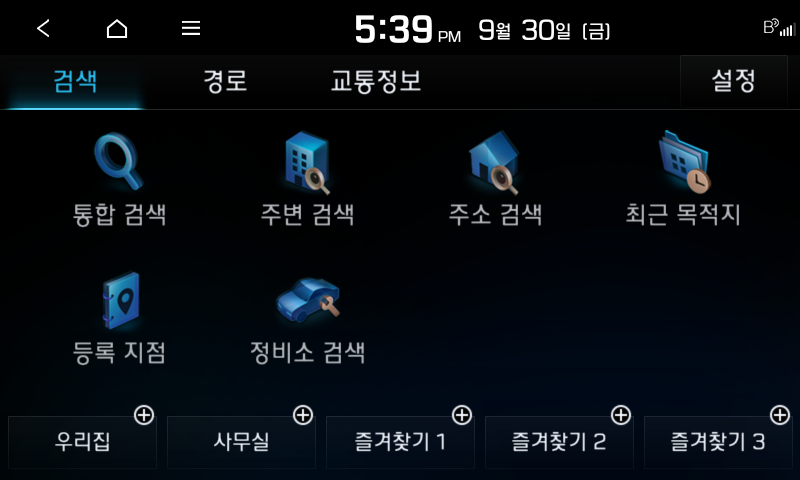 5:39 PM 9월 30일 (금)
검색 경로 교통정보 설정
통합 검색 주변 검색 주소 검색 최근 목적지
등록 지점 정비소 검색
우리집 사무실 즐겨찾기 1 즐겨찾기 2 즐겨찾기 3